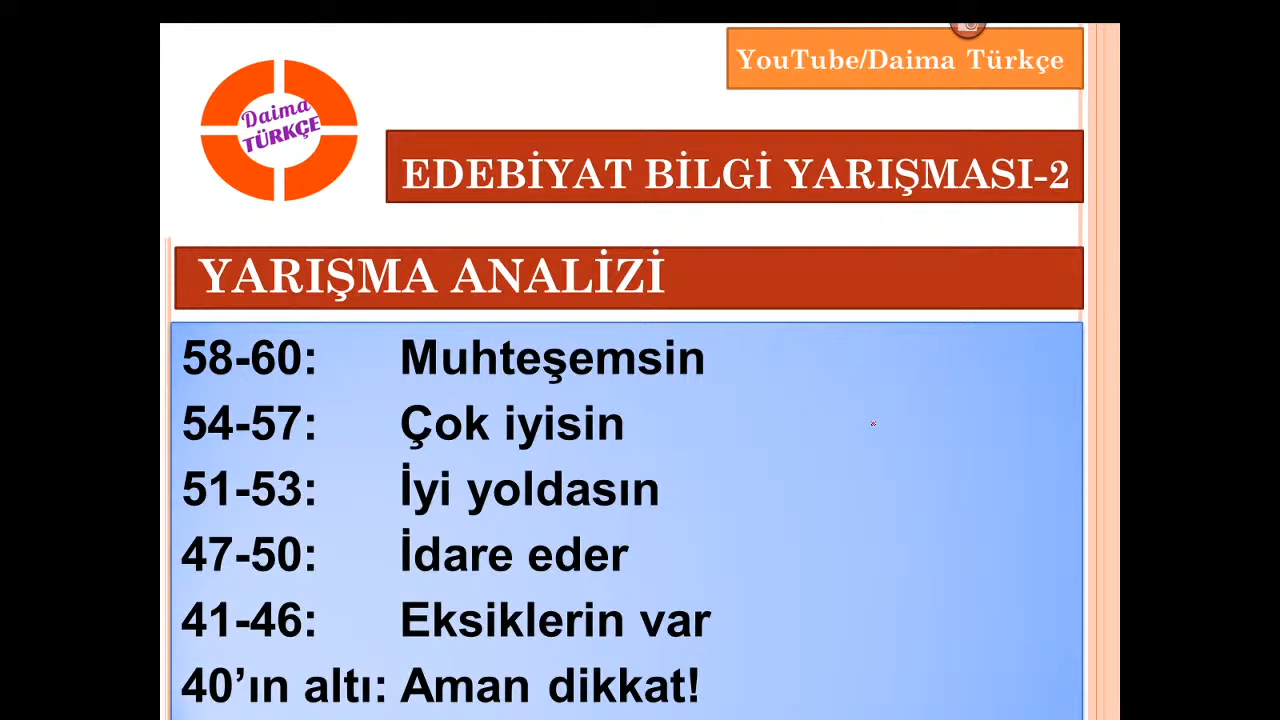 YouTube/Daima Türkçe
Daima
TÜRKÇE
EDEBİYAT BİLGİ YARIŞMASI-2
YARIŞMA ANALİZİ
58-60: Muhteşemsin
54-57: Çok iyisin
51-53: İyi yoldasın
47-50: İdare eder
41-46: Eksiklerin var
40’ın altı: Aman dikkat!